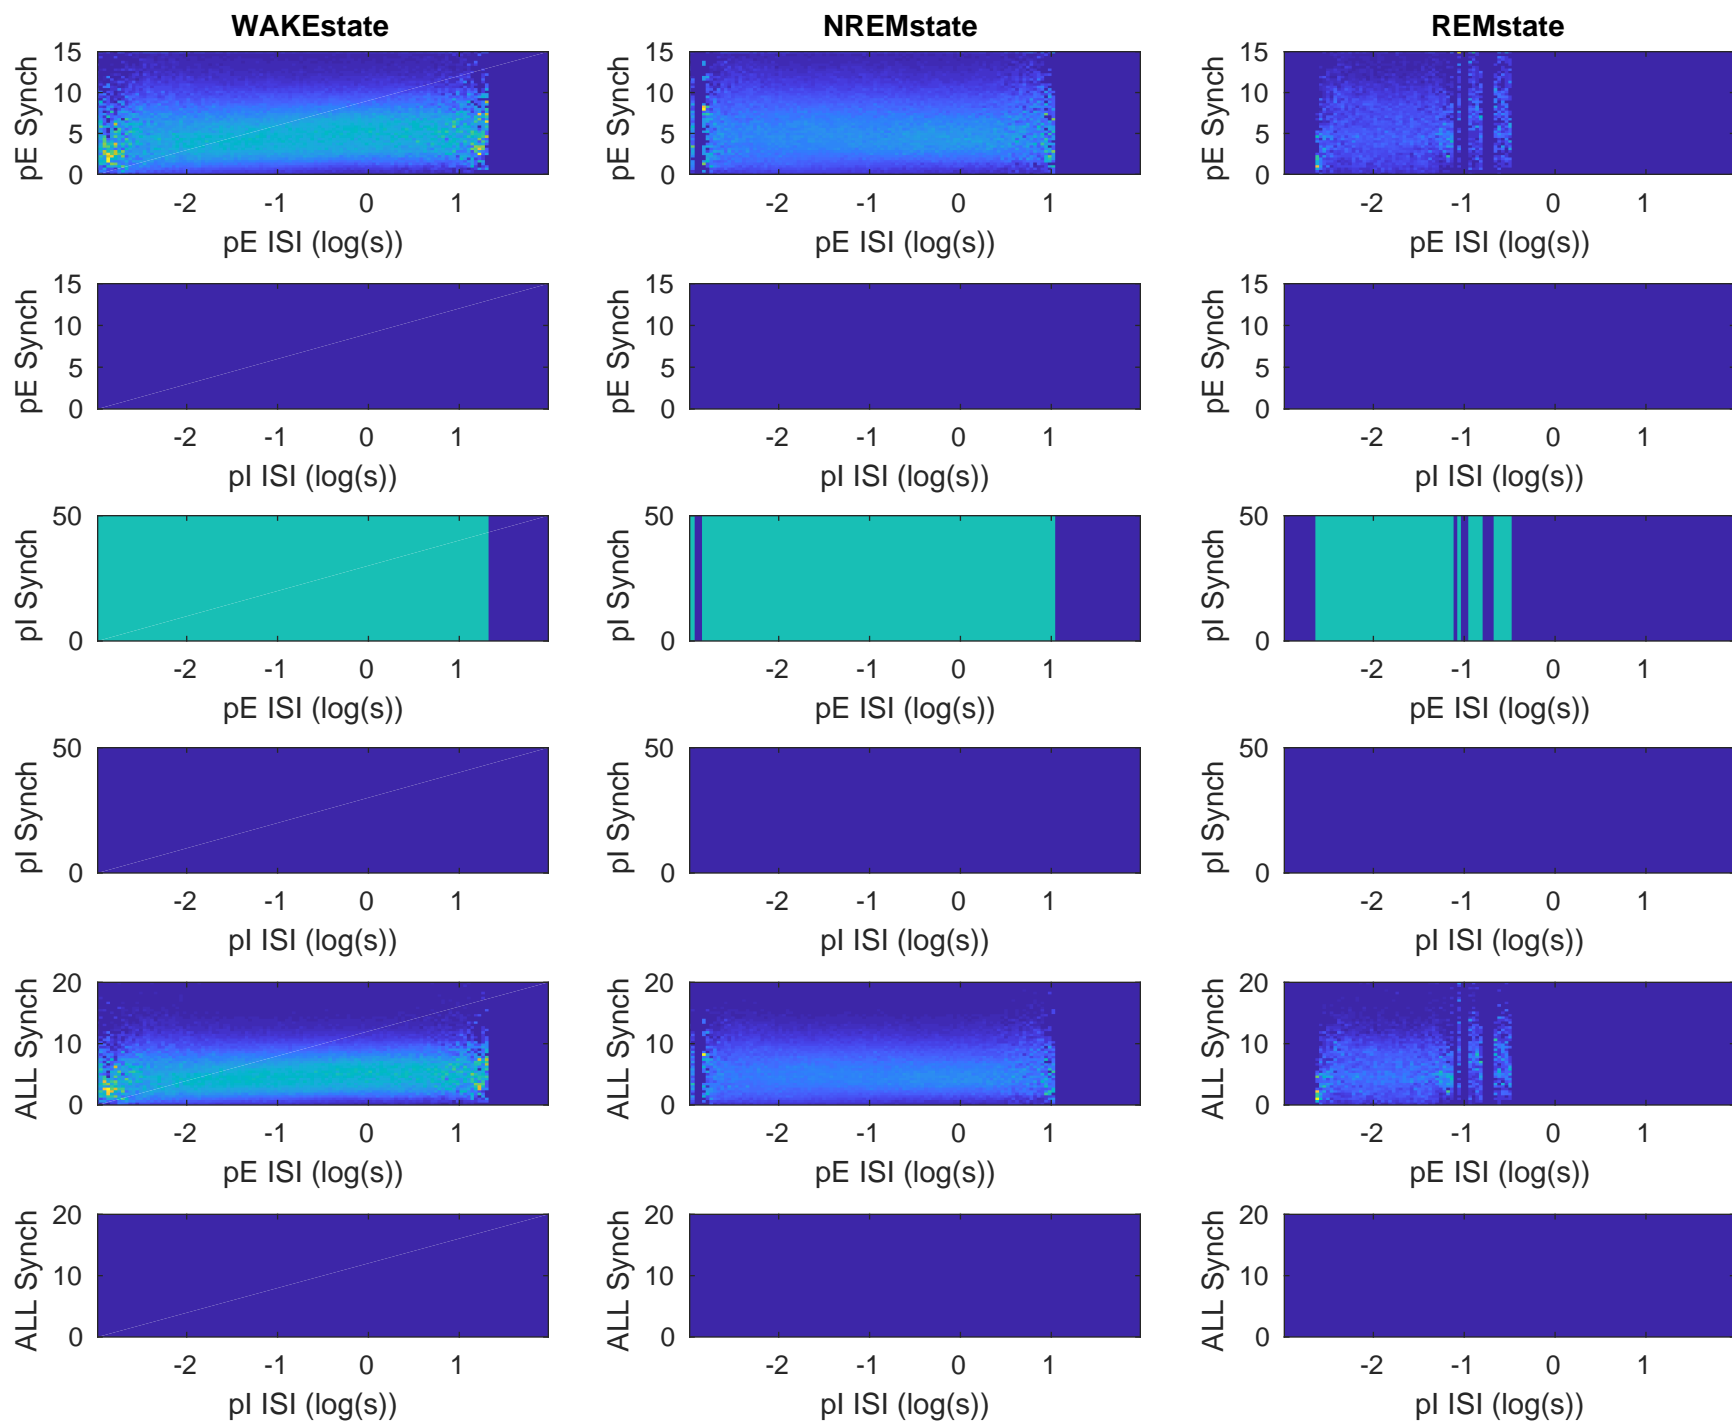 WAKEstate NREMstate REMstate
pE Synch 15 10 5 0 pE Synch 15 10 5 0 pE Synch 15 10 5 0
-2 -1 0 1 -2 -1 0 1 -2 -1 0 1
pE ISI (log(s)) pE ISI (log(s)) pE ISI (log(s))
pE Synch 15 10 5 0 pE Synch 15 10 5 0 pE Synch 15 10 5 0
-2 -1 0 1 -2 -1 0 1 -2 -1 0 1
pI ISI (log(s)) pI ISI (log(s)) pI ISI (log(s))
pI Synch 50 0 pI Synch 50 0 pI Synch 50 0
-2 -1 0 1 -2 -1 0 1 -2 -1 0 1
pE ISI (log(s)) pE ISI (log(s)) pE ISI (log(s))
pI Synch 50 0 pI Synch 50 0 pI Synch 50 0
-2 -1 0 1 -2 -1 0 1 -2 -1 0 1
pI ISI (log(s)) pI ISI (log(s)) pI ISI (log(s))
ALL Synch 20 10 0 ALL Synch 20 10 0 ALL Synch 20 10 0
-2 -1 0 1 -2 -1 0 1 -2 -1 0 1
pE ISI (log(s)) pE ISI (log(s)) pE ISI (log(s))
ALL Synch 20 10 0 ALL Synch 20 10 0 ALL Synch 20 10 0
-2 -1 0 1 -2 -1 0 1 -2 -1 0 1
pI ISI (log(s)) pI ISI (log(s)) pI ISI (log(s))